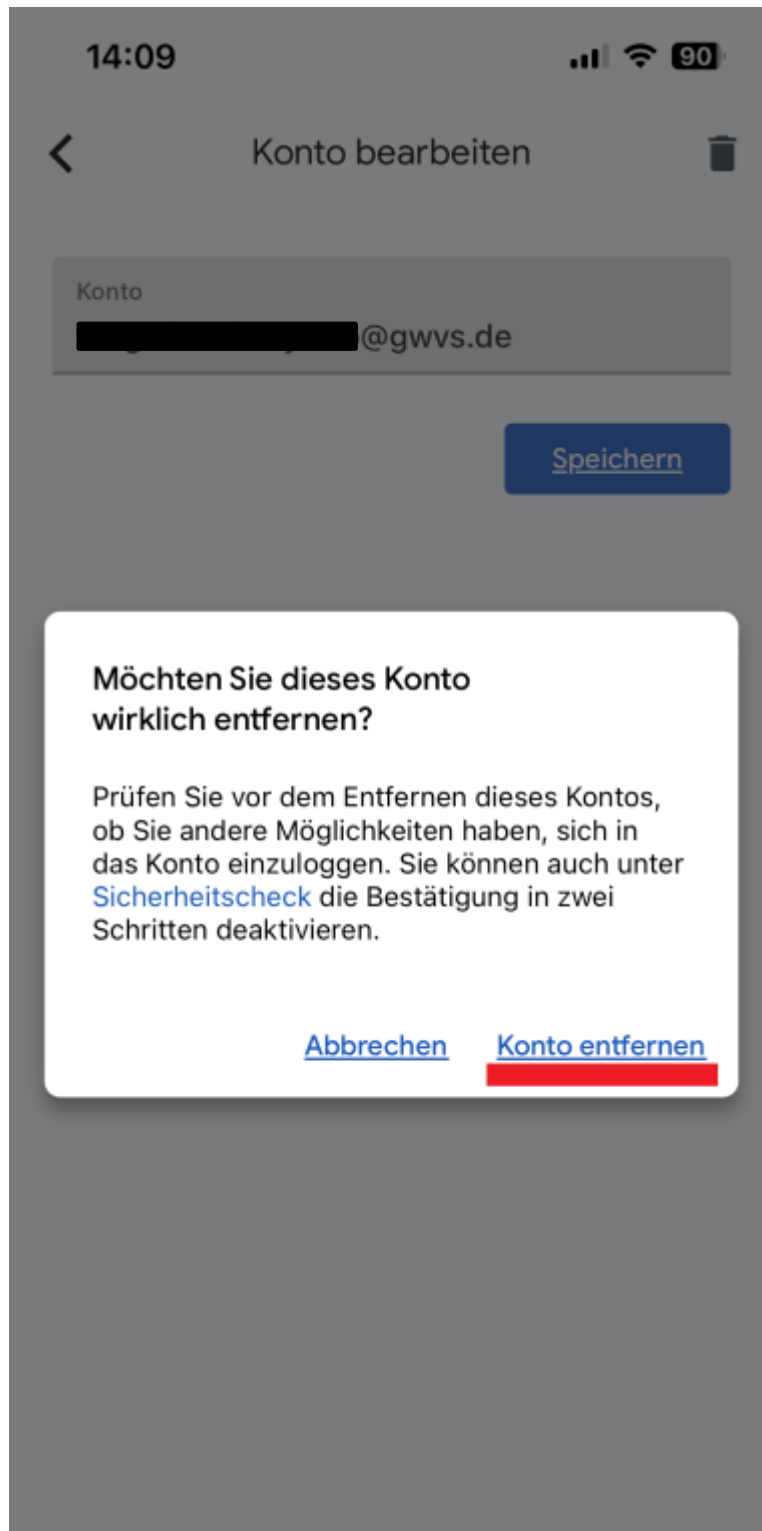 14:09
90
Konto bearbeiten
Konto
@gwvs.de
Speichern
Möchten Sie dieses Konto
wirklich entfernen?
Prüfen Sie vor dem Entfernen dieses Kontos,
ob Sie andere Möglichkeiten haben, sich in
das Konto einzuloggen. Sie können auch unter
Sicherheitscheck die Bestätigung in zwei
Schritten deaktivieren.
Abbrechen
Konto entfernen